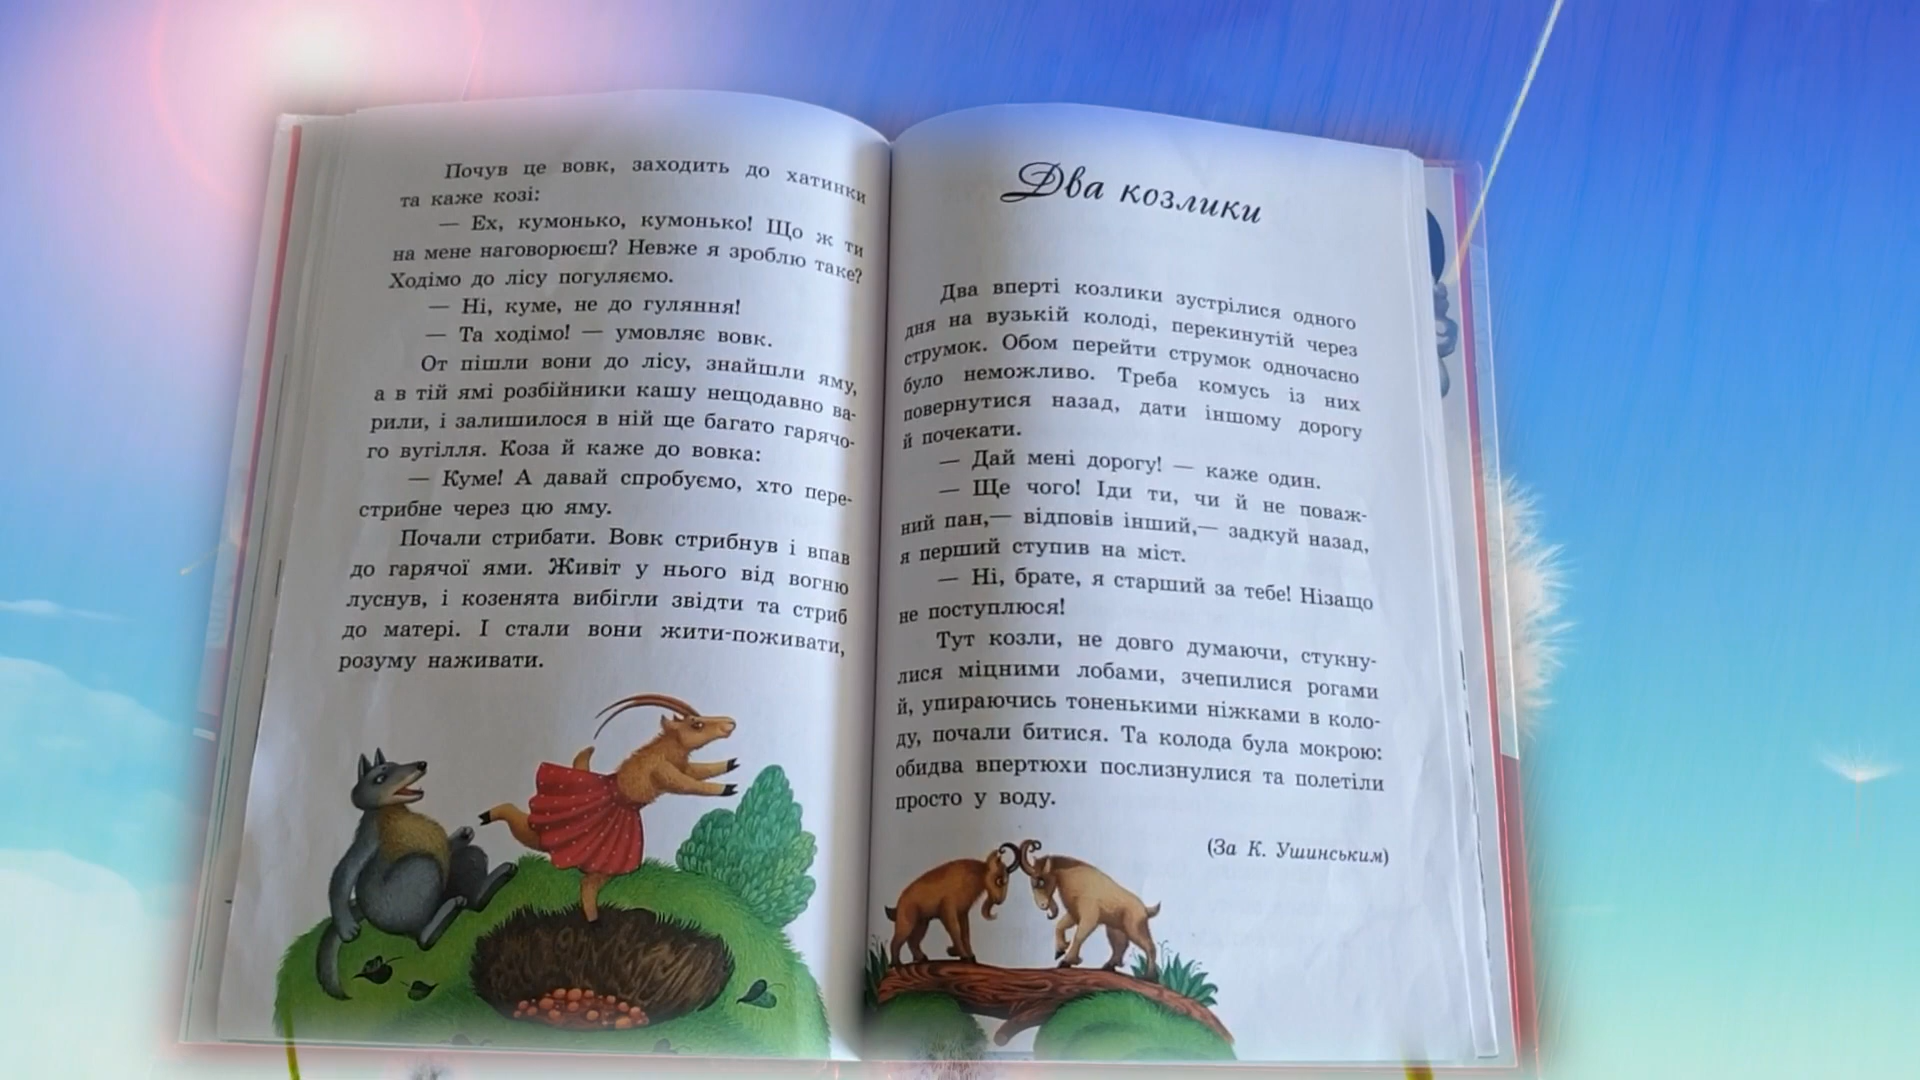 Почув це вовк, заходить до хатинки
та каже козі:
— Ех, кумонько, кумонько! Що ж ти
на мене наговорюєш? Невже я зроблю таке?
Ходімо до лісу погуляємо.
— Ні, куме, не до гуляння!
— Та ходімо! — умовляє вовк.
От пішли вони до лісу, знайшли яму,
а в тій ямі розбійники кашу нещодавно ва-
рили, і залишилося в ній ще багато гарячо-
го вугілля. Коза й каже до вовка:
— Куме! А давай спробуємо, хто пере-
стрибне через цю яму.
Почали стрибати. Вовк стрибнув і впав
до гарячої ями. Живіт у нього від вогню
луснув, і козенята вибігли звідти та стриб
до матері. І стали вони жити-поживати,
розуму наживати.
Два козлики
Два вперті козлики зустрілися одного
дня на вузькій колоді, перекинутій через
струмок. Обом перейти струмок одночасно
було неможливо. Треба комусь із них
повернутися назад, дати іншому дорогу
й почекати.
— Дай мені дорогу! — каже один.
— Ще чого! Іди ти, чи й не поваж-
ний пан,— відповів інший,— задкуй назад,
я перший ступив на міст.
— Ні, брате, я старший за тебе! Нізащо
не поступлюся!
Тут козли, не довго думаючи, стукну-
лися міцними лобами, зчепилися рогами
й, упираючись тоненькими ніжками в коло-
ду, почали битися. Та колода була мокрою:
обидва впертюхи послизнулися та полетіли
просто у воду.
(За К. Ушинським)